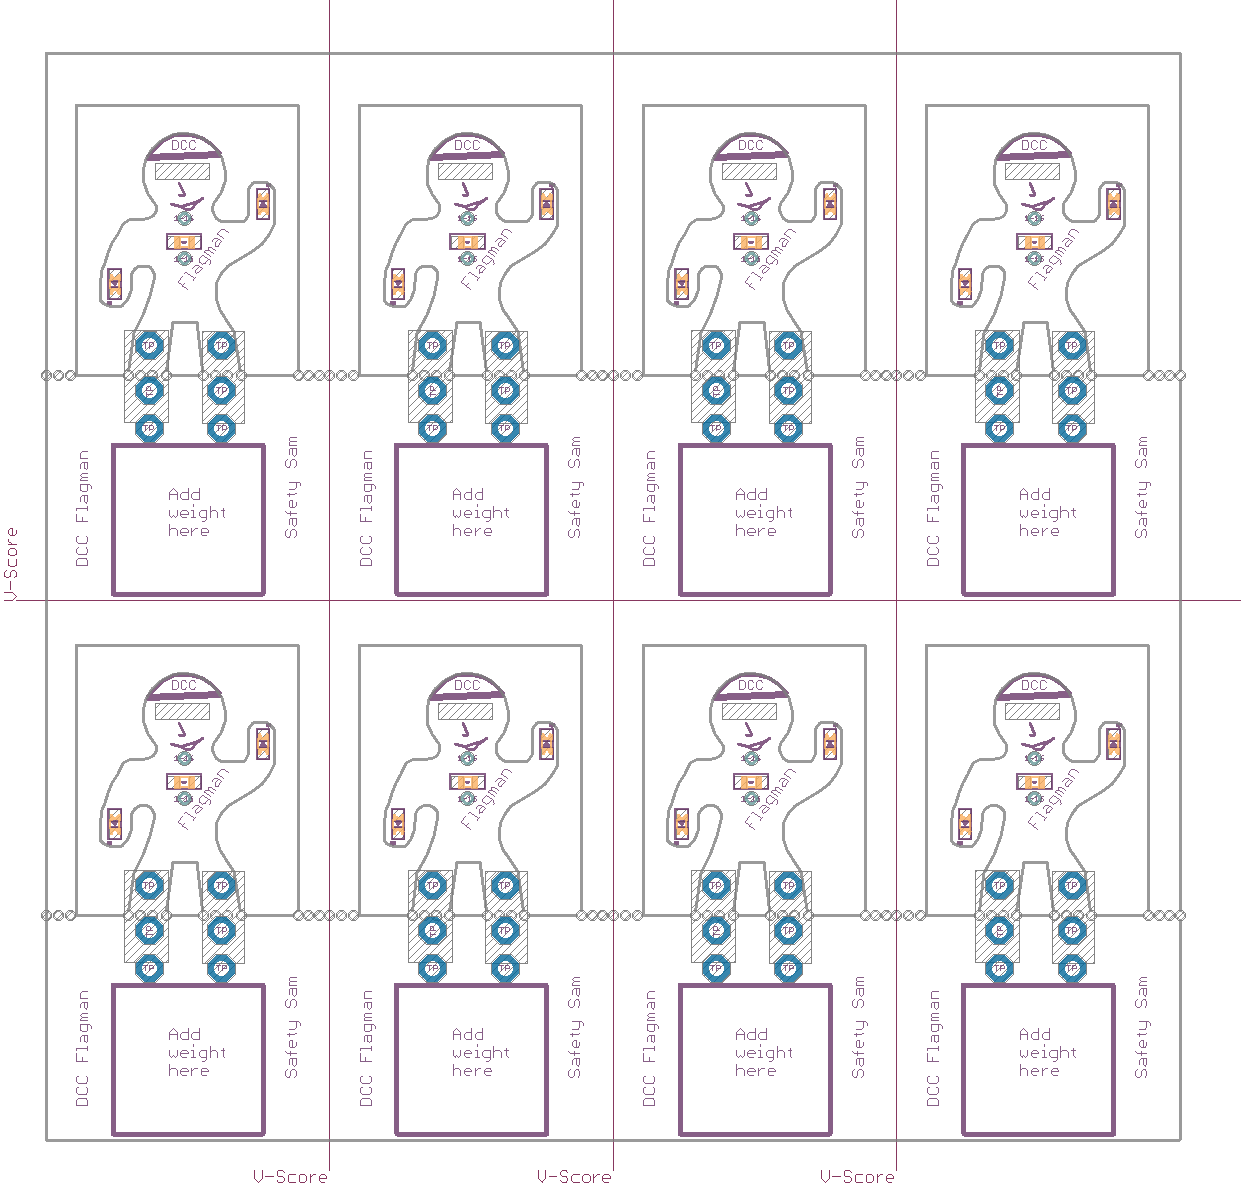 DCC
DCC
DCC
DCC
Flagman
Flagman
Flagman
Flagman
TP TP TP TP TP TP TP TP
TP TP TP TP TP TP TP TP
TP TP TP TP TP TP TP TP
DCC Flagman
Add
weight
here
Safety Sam
DCC Flagman
Add
weight
here
Safety Sam
DCC Flagman
Add
weight
here
Safety Sam
DCC Flagman
Add
weight
here
Safety Sam
V-Score
DCC
DCC
DCC
DCC
Flagman
Flagman
Flagman
Flagman
TP TP TP TP TP TP TP TP
TP TP TP TP TP TP TP TP
TP TP TP TP TP TP TP TP
DCC Flagman
Add
weight
here
Safety Sam
DCC Flagman
Add
weight
here
Safety Sam
DCC Flagman
Add
weight
here
Safety Sam
DCC Flagman
Add
weight
here
Safety Sam
V-Score
V-Score
V-Score